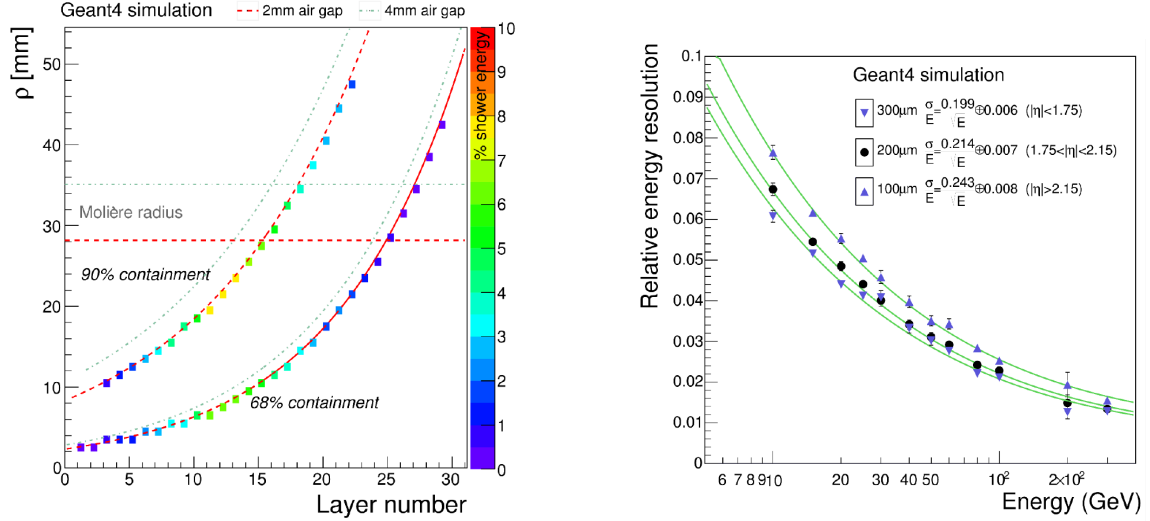 Geant4 simulation
2mm air gap
4mm air gap
ρ [mm]
50
40
30
20
10
0
Molière radius
90% containment
68% containment
0 5 10 15 20 25 30
Layer number
10
9
8
7
6
5
4
3
2
1
0
% shower energy
Relative energy resolution
0.1
0.09
0.08
0.07
0.06
0.05
0.04
0.03
0.02
0.01
0
Geant4 simulation
300μm σ/E=0.199/√E⊕0.006 (|η|<1.75)
200μm σ/E=0.214/√E⊕0.007 (1.75<|η|<2.15)
100μm σ/E=0.243/√E⊕0.008 (|η|>2.15)
6 7 8 910 20 30 40 50 10² 2×10²
Energy (GeV)